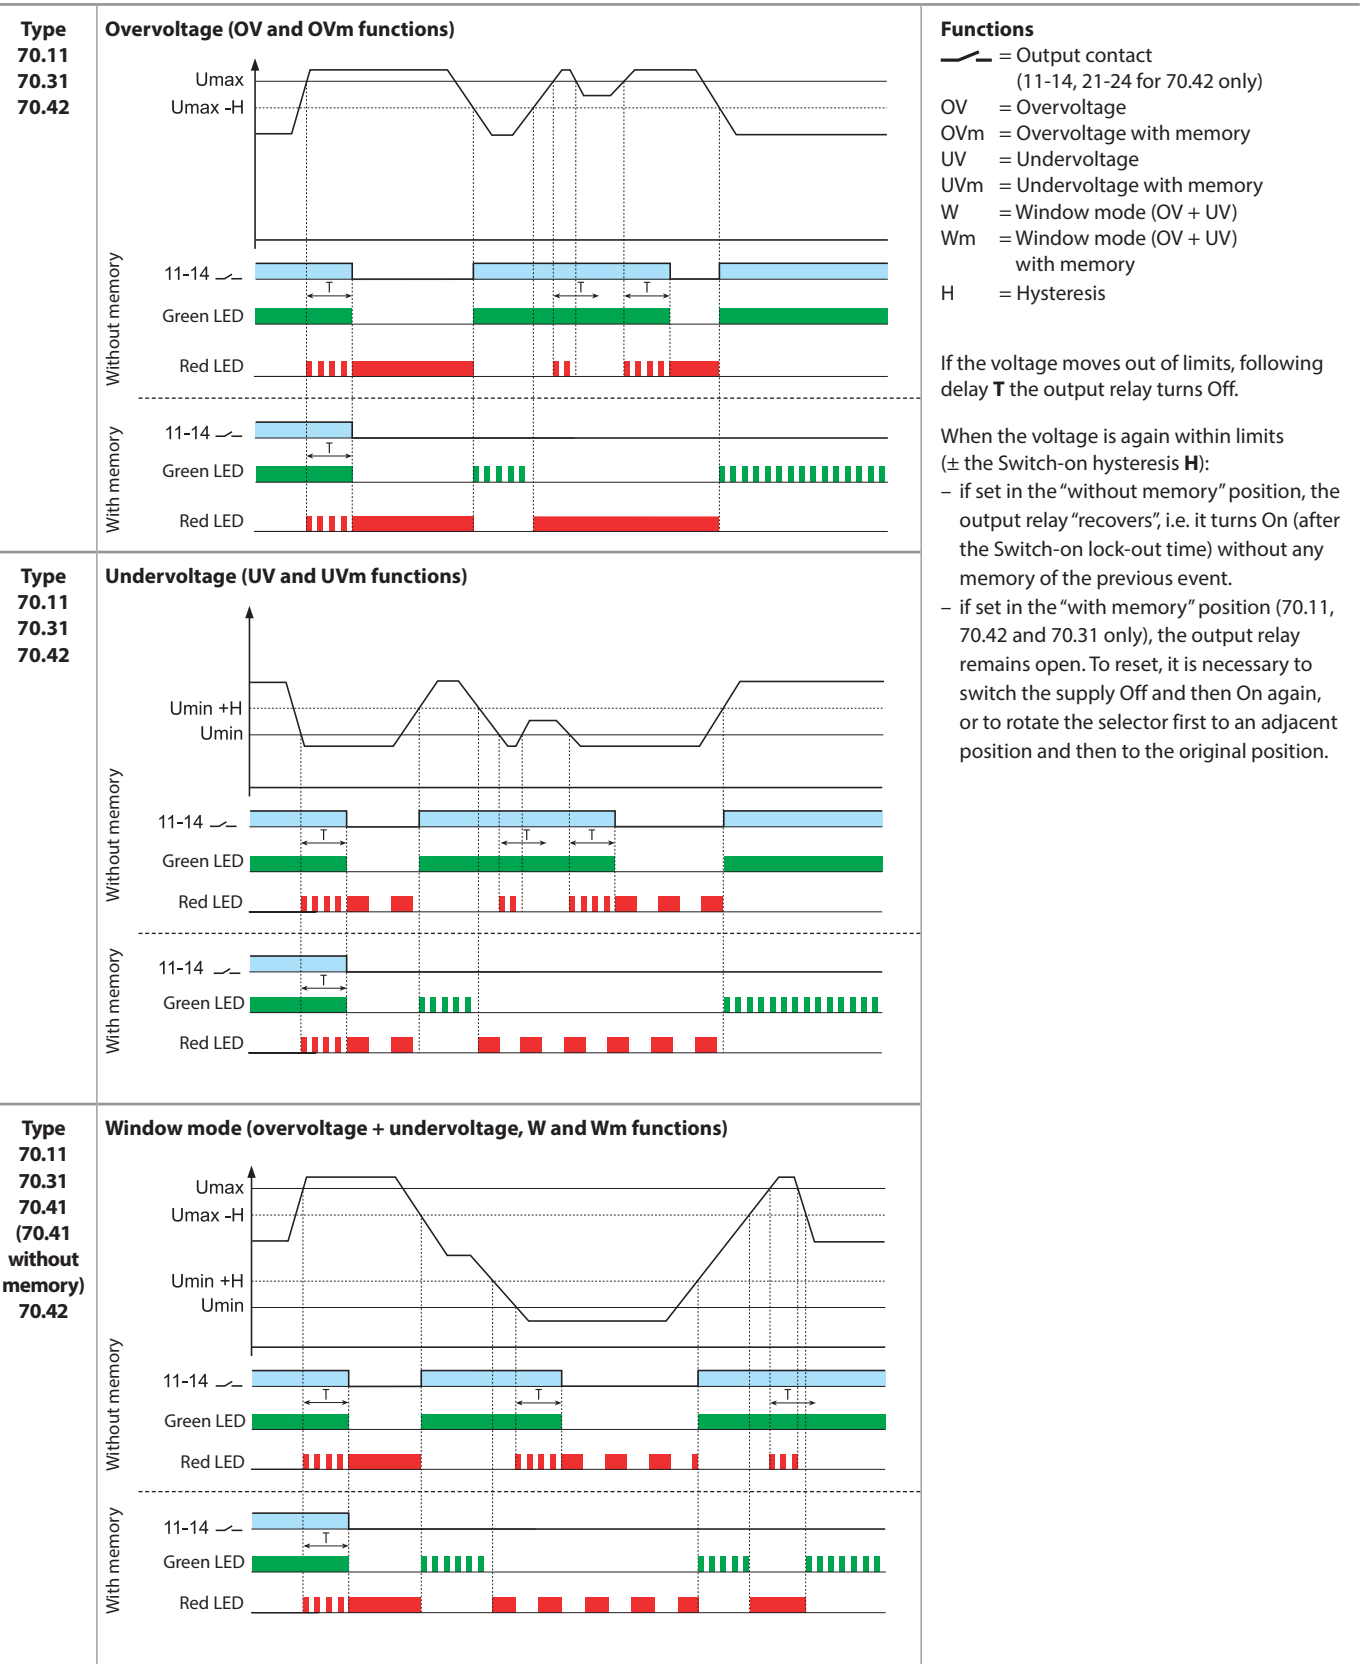 Type
70.11
70.31
70.42
Overvoltage (OV and OVm functions)
Umax
Umax -H
Without memory
11-14
T
T
T
Green LED
Red LED
With memory
11-14
T
Green LED
Red LED
Type
70.11
70.31
70.42
Undervoltage (UV and UVm functions)
Umin +H
Umin
Without memory
11-14
T
T
T
Green LED
Red LED
With memory
11-14
T
Green LED
Red LED
Type
70.11
70.31
70.41
(70.41
without
memory)
70.42
Window mode (overvoltage + undervoltage, W and Wm functions)
Umax
Umax -H
Umin +H
Umin
Without memory
11-14
T
T
T
Green LED
Red LED
With memory
11-14
T
Green LED
Red LED
Functions
= Output contact
(11-14, 21-24 for 70.42 only)
OV = Overvoltage
OVm = Overvoltage with memory
UV = Undervoltage
UVm = Undervoltage with memory
W = Window mode (OV + UV)
Wm = Window mode (OV + UV)
with memory
H = Hysteresis
If the voltage moves out of limits, following
delay T the output relay turns Off.
When the voltage is again within limits
(± the Switch-on hysteresis H):
– if set in the “without memory” position, the
output relay “recovers”, i.e. it turns On (after
the Switch-on lock-out time) without any
memory of the previous event.
– if set in the “with memory” position (70.11,
70.42 and 70.31 only), the output relay
remains open. To reset, it is necessary to
switch the supply Off and then On again,
or to rotate the selector first to an adjacent
position and then to the original position.